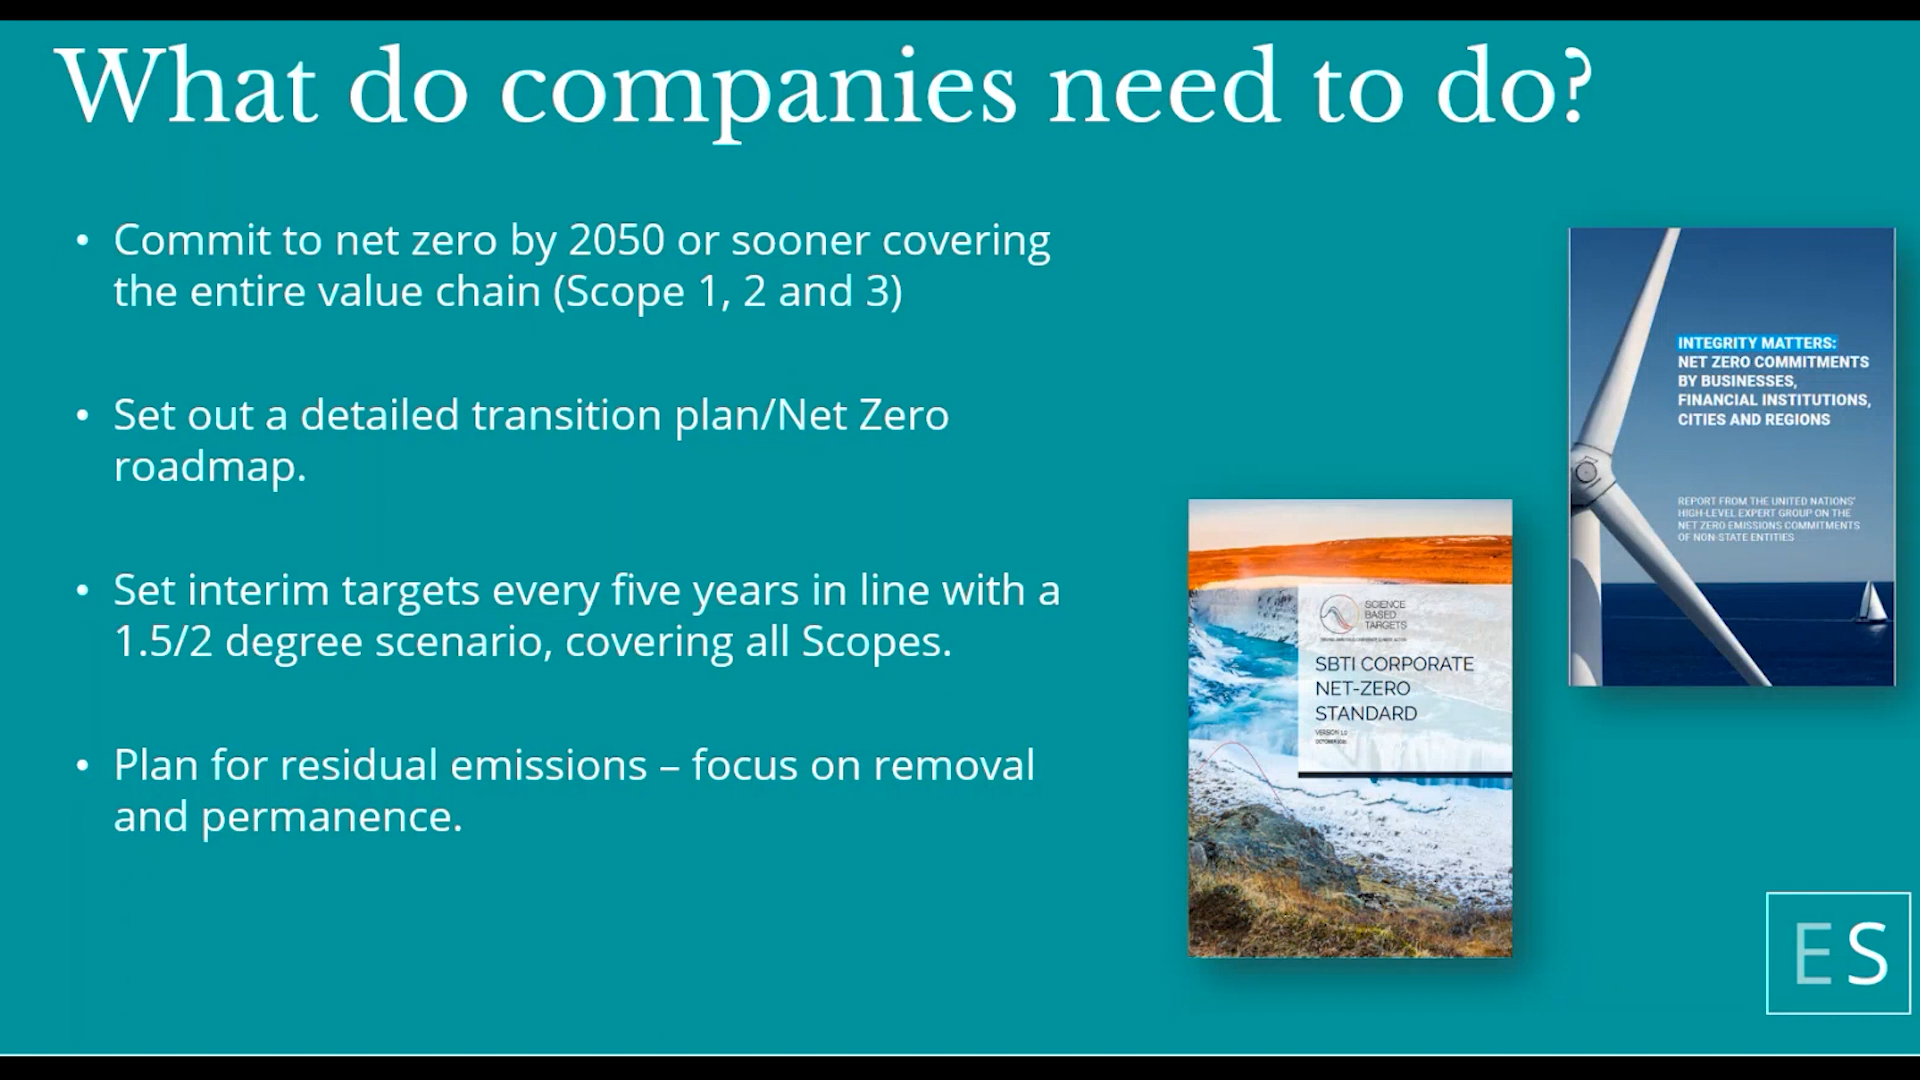 What do companies need to do?
• Commit to net zero by 2050 or sooner covering
the entire value chain (Scope 1, 2 and 3)
• Set out a detailed transition plan/Net Zero
roadmap.
• Set interim targets every five years in line with a
1.5/2 degree scenario, covering all Scopes.
• Plan for residual emissions – focus on removal
and permanence.
SCIENCE
BASED
TARGETS
SBTI CORPORATE
NET-ZERO
STANDARD
INTEGRITY MATTERS:
NET ZERO COMMITMENTS
BY BUSINESSES,
FINANCIAL INSTITUTIONS,
CITIES AND REGIONS
REPORT FROM THE UNITED NATIONS'
HIGH-LEVEL EXPERT GROUP ON THE
NET ZERO EMISSIONS COMMITMENTS
OF NON-STATE ENTITIES
ES